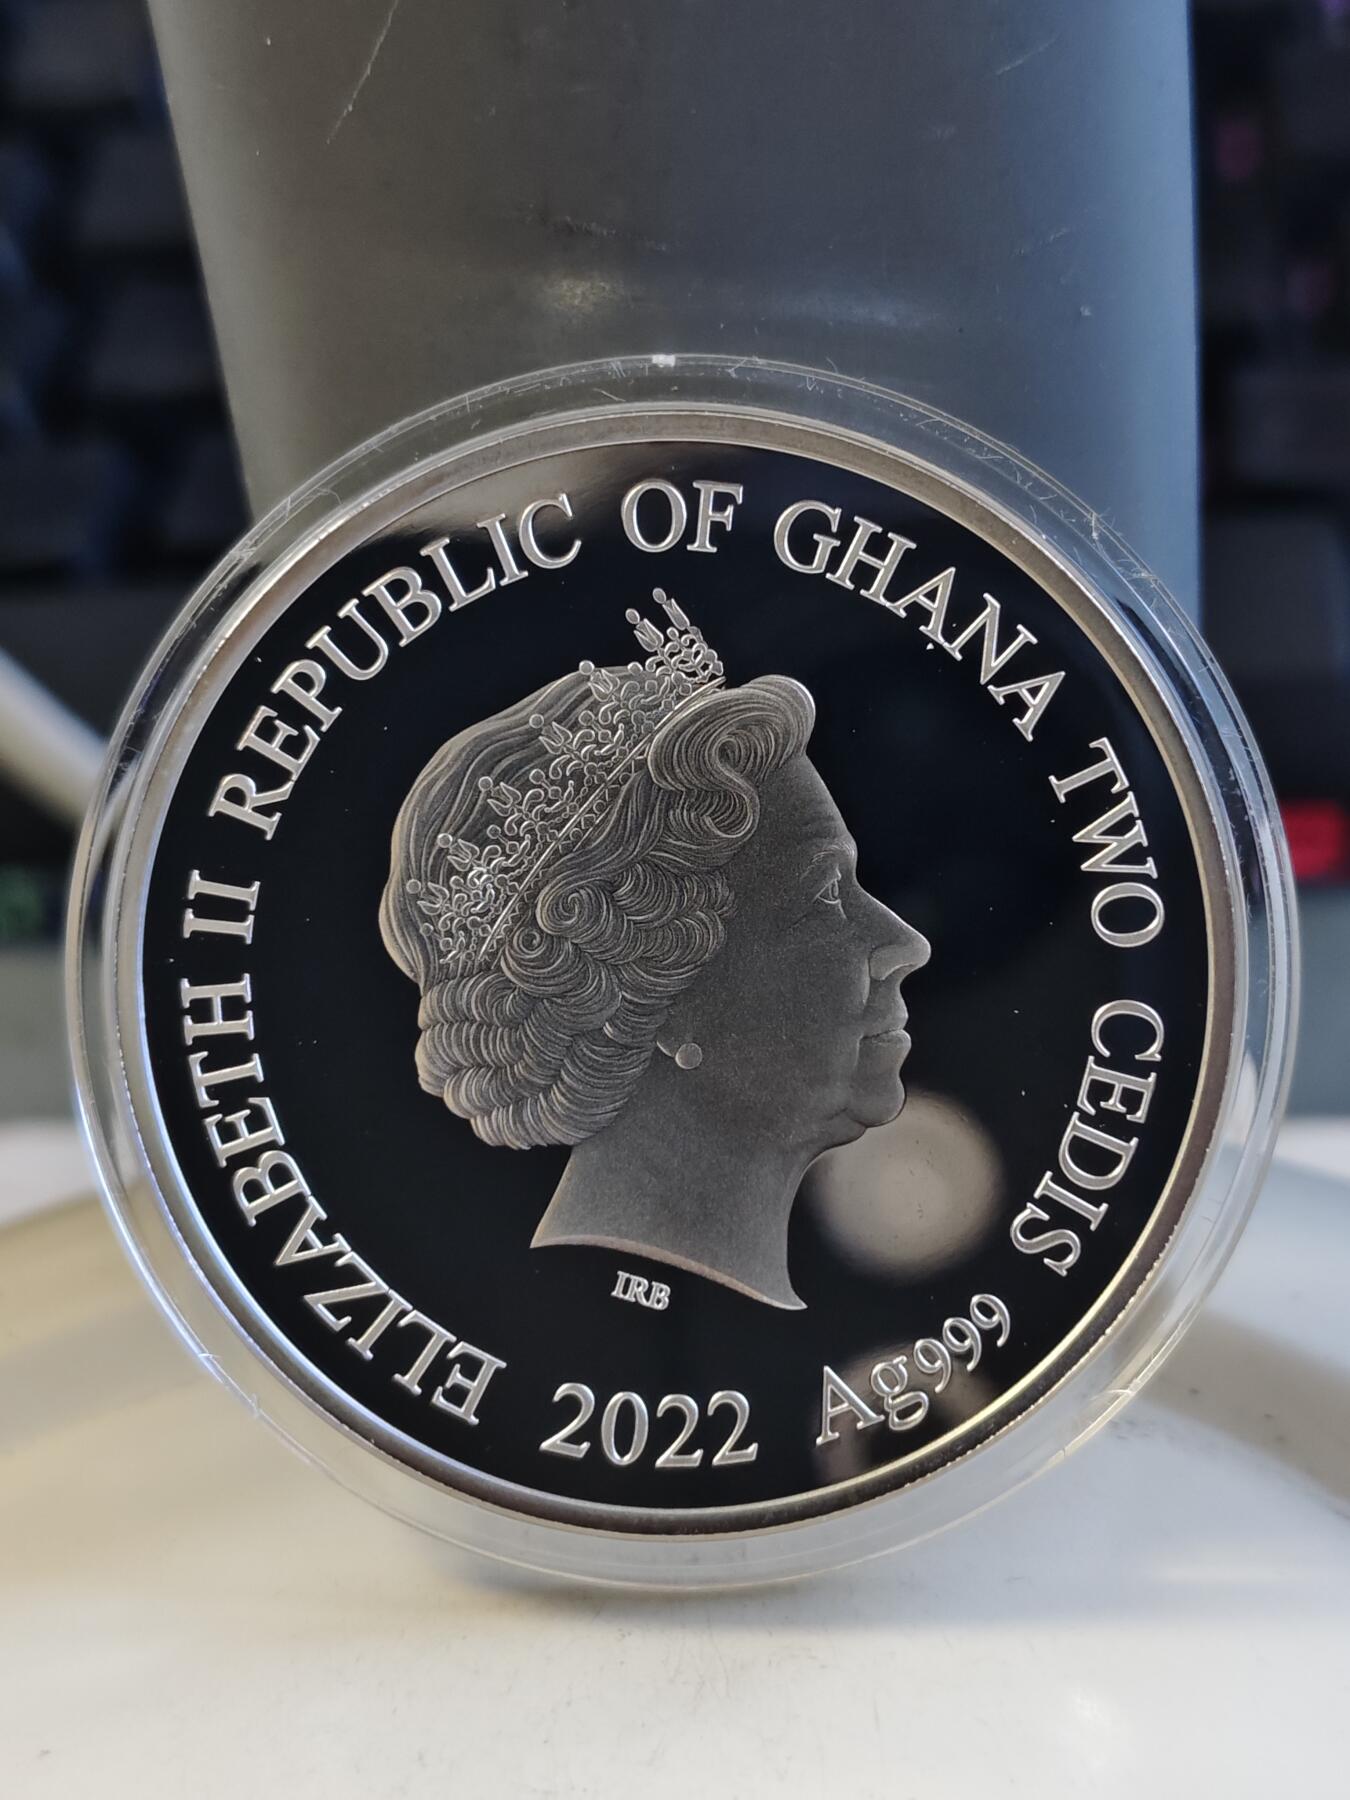 ELIZABETH II REPUBLIC OF GHANA TWO CEDIS
IRB
2022 Ag999